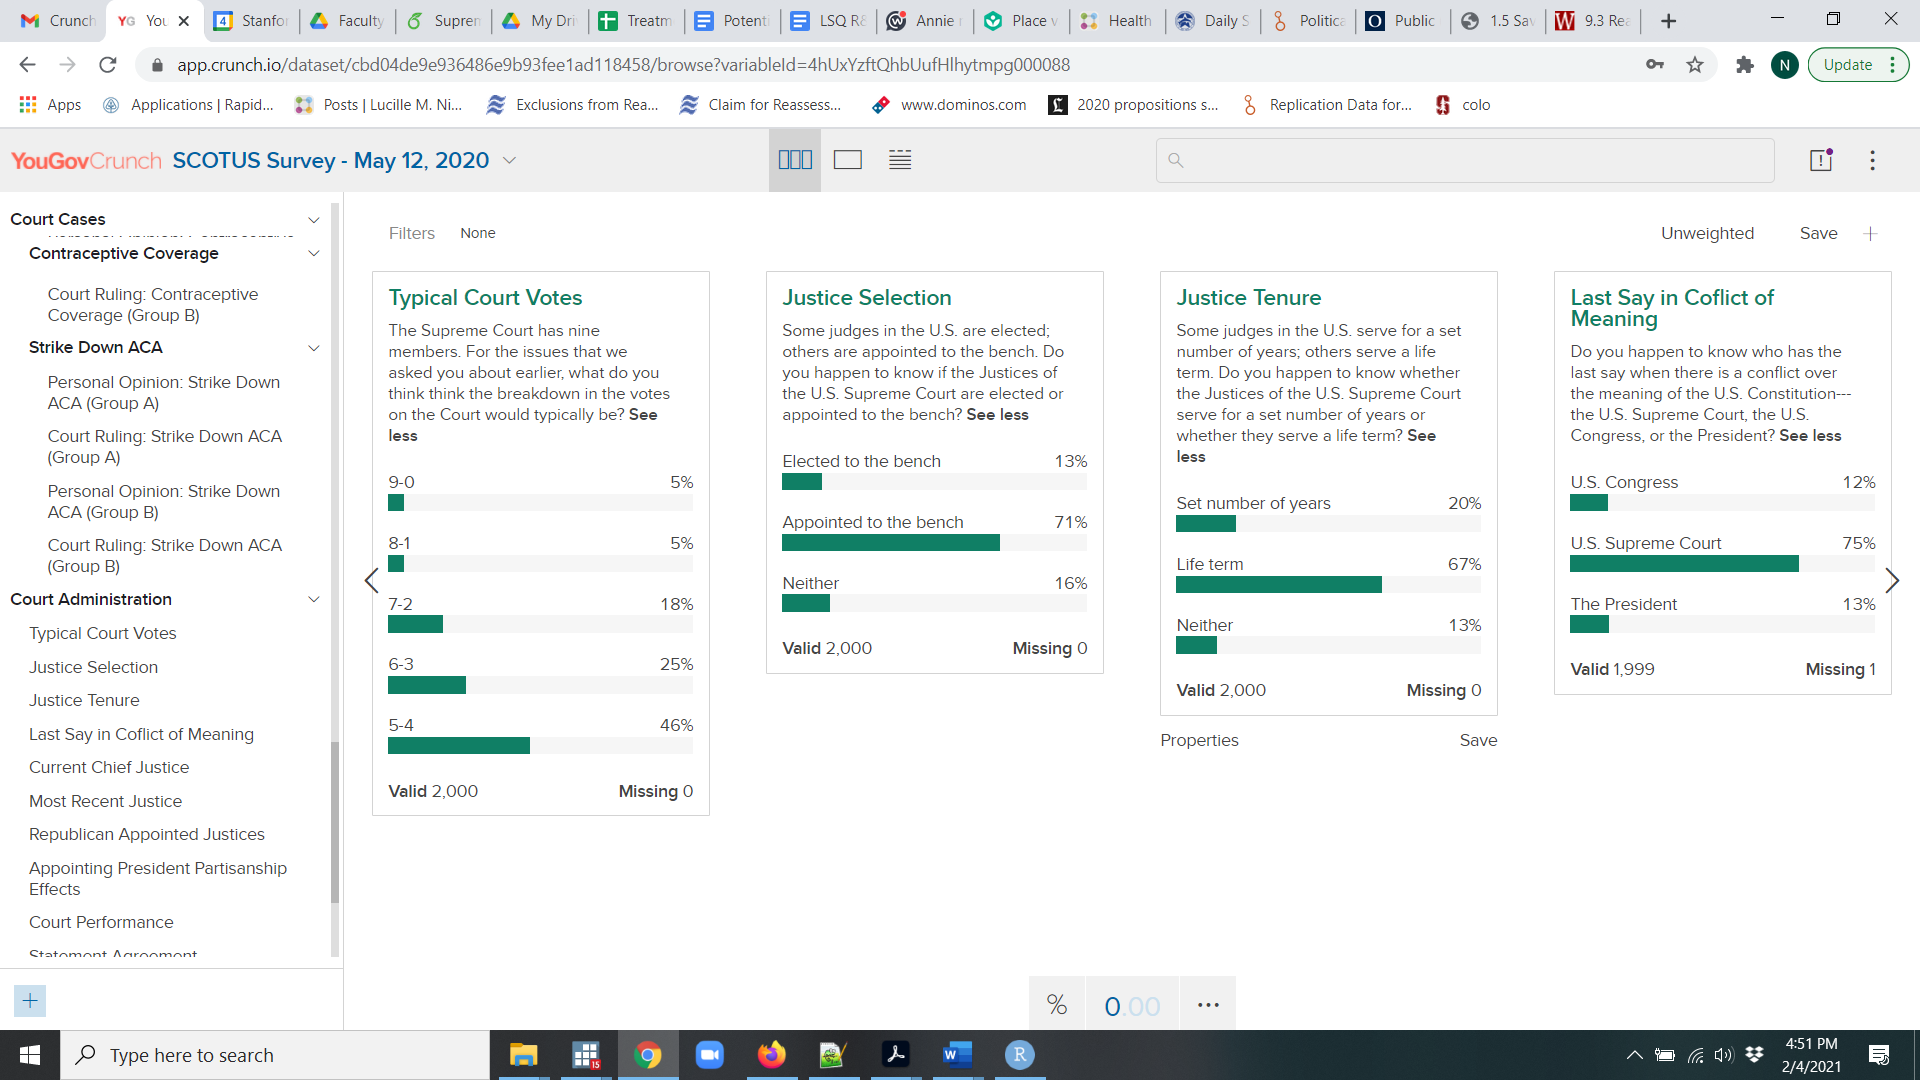 Crunch
YG
You
4
Stanfor
Faculty
Suprem
My Driv
Treatm
Potenti
LSQ R&
Annie r
Place v
Health
Daily S
Politica
Public
1.5 Sav
9.3 Rea
app.crunch.io/dataset/cbd04de9e936486e9b93fee1ad118458/browse?variableId=4hUxYzftQhbUufHlhytmpg000088
N
Update
Apps
Applications | Rapid...
Posts | Lucille M. Ni...
Exclusions from Rea...
Claim for Reassess...
www.dominos.com
2020 propositions s...
Replication Data for...
colo
YouGovCrunch SCOTUS Survey - May 12, 2020
Court Cases
Contraceptive Coverage
Court Ruling: Contraceptive
Coverage (Group B)
Strike Down ACA
Personal Opinion: Strike Down
ACA (Group A)
Court Ruling: Strike Down ACA
(Group A)
Personal Opinion: Strike Down
ACA (Group B)
Court Ruling: Strike Down ACA
(Group B)
Court Administration
Typical Court Votes
Justice Selection
Justice Tenure
Last Say in Coflict of Meaning
Current Chief Justice
Most Recent Justice
Republican Appointed Justices
Appointing President Partisanship
Effects
Court Performance
Statement Agreement
Filters None
Unweighted Save +
Typical Court Votes
The Supreme Court has nine
members. For the issues that we
asked you about earlier, what do you
think think the breakdown in the votes
on the Court would typically be? See
less
9-0 5%
8-1 5%
7-2 18%
6-3 25%
5-4 46%
Valid 2,000 Missing 0
Justice Selection
Some judges in the U.S. are elected;
others are appointed to the bench. Do
you happen to know if the Justices of
the U.S. Supreme Court are elected or
appointed to the bench? See less
Elected to the bench 13%
Appointed to the bench 71%
Neither 16%
Valid 2,000 Missing 0
Justice Tenure
Some judges in the U.S. serve for a set
number of years; others serve a life
term. Do you happen to know whether
the Justices of the U.S. Supreme Court
serve for a set number of years or
whether they serve a life term? See
less
Set number of years 20%
Life term 67%
Neither 13%
Valid 2,000 Missing 0
Properties Save
Last Say in Coflict of
Meaning
Do you happen to know who has the
last say when there is a conflict over
the meaning of the U.S. Constitution---
the U.S. Supreme Court, the U.S.
Congress, or the President? See less
U.S. Congress 12%
U.S. Supreme Court 75%
The President 13%
Valid 1,999 Missing 1
% 0.00 ...
Type here to search
15
4:51 PM
2/4/2021